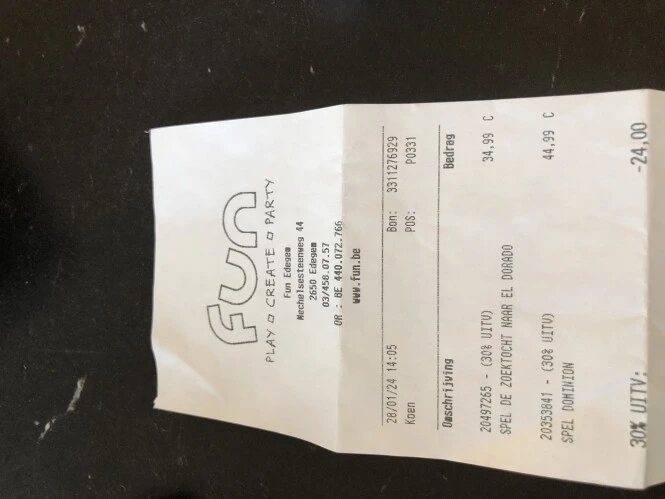 Fun
PLAY CREATE PARTY
Fun Edegem
Mechelsesteenweg 44
2650 Edegem
03/458.07.57
OR : BE 440.072.766
www.fun.be
28/01/24 14:05 Bon: 3311276929
Koen POS: P0331
Omschrijving Bedrag
20497265 - (30% UITV) 34,99 C
SPEL DE ZOEKTOCHT NAAR EL DORADO
20353841 - (30% UITV) 44,99 C
SPEL DOMINION
30% UITV: -24,00